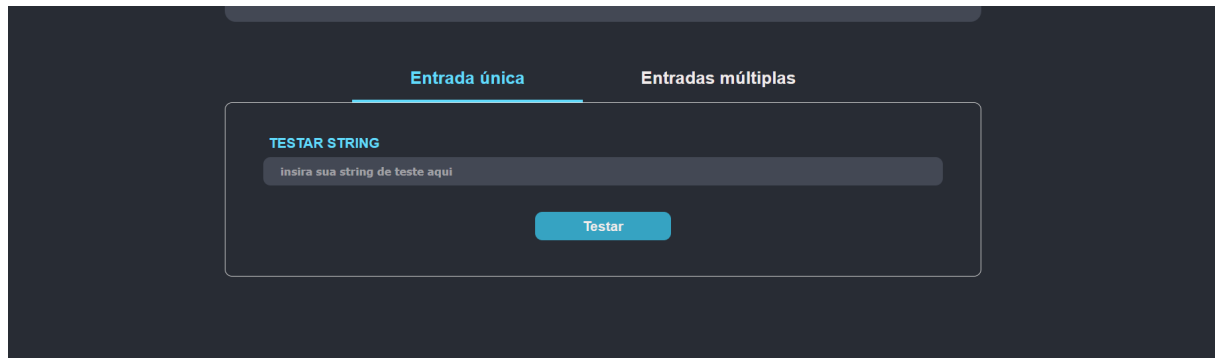 Entrada única Entradas múltiplas
TESTAR STRING
insira sua string de teste aqui
Testar